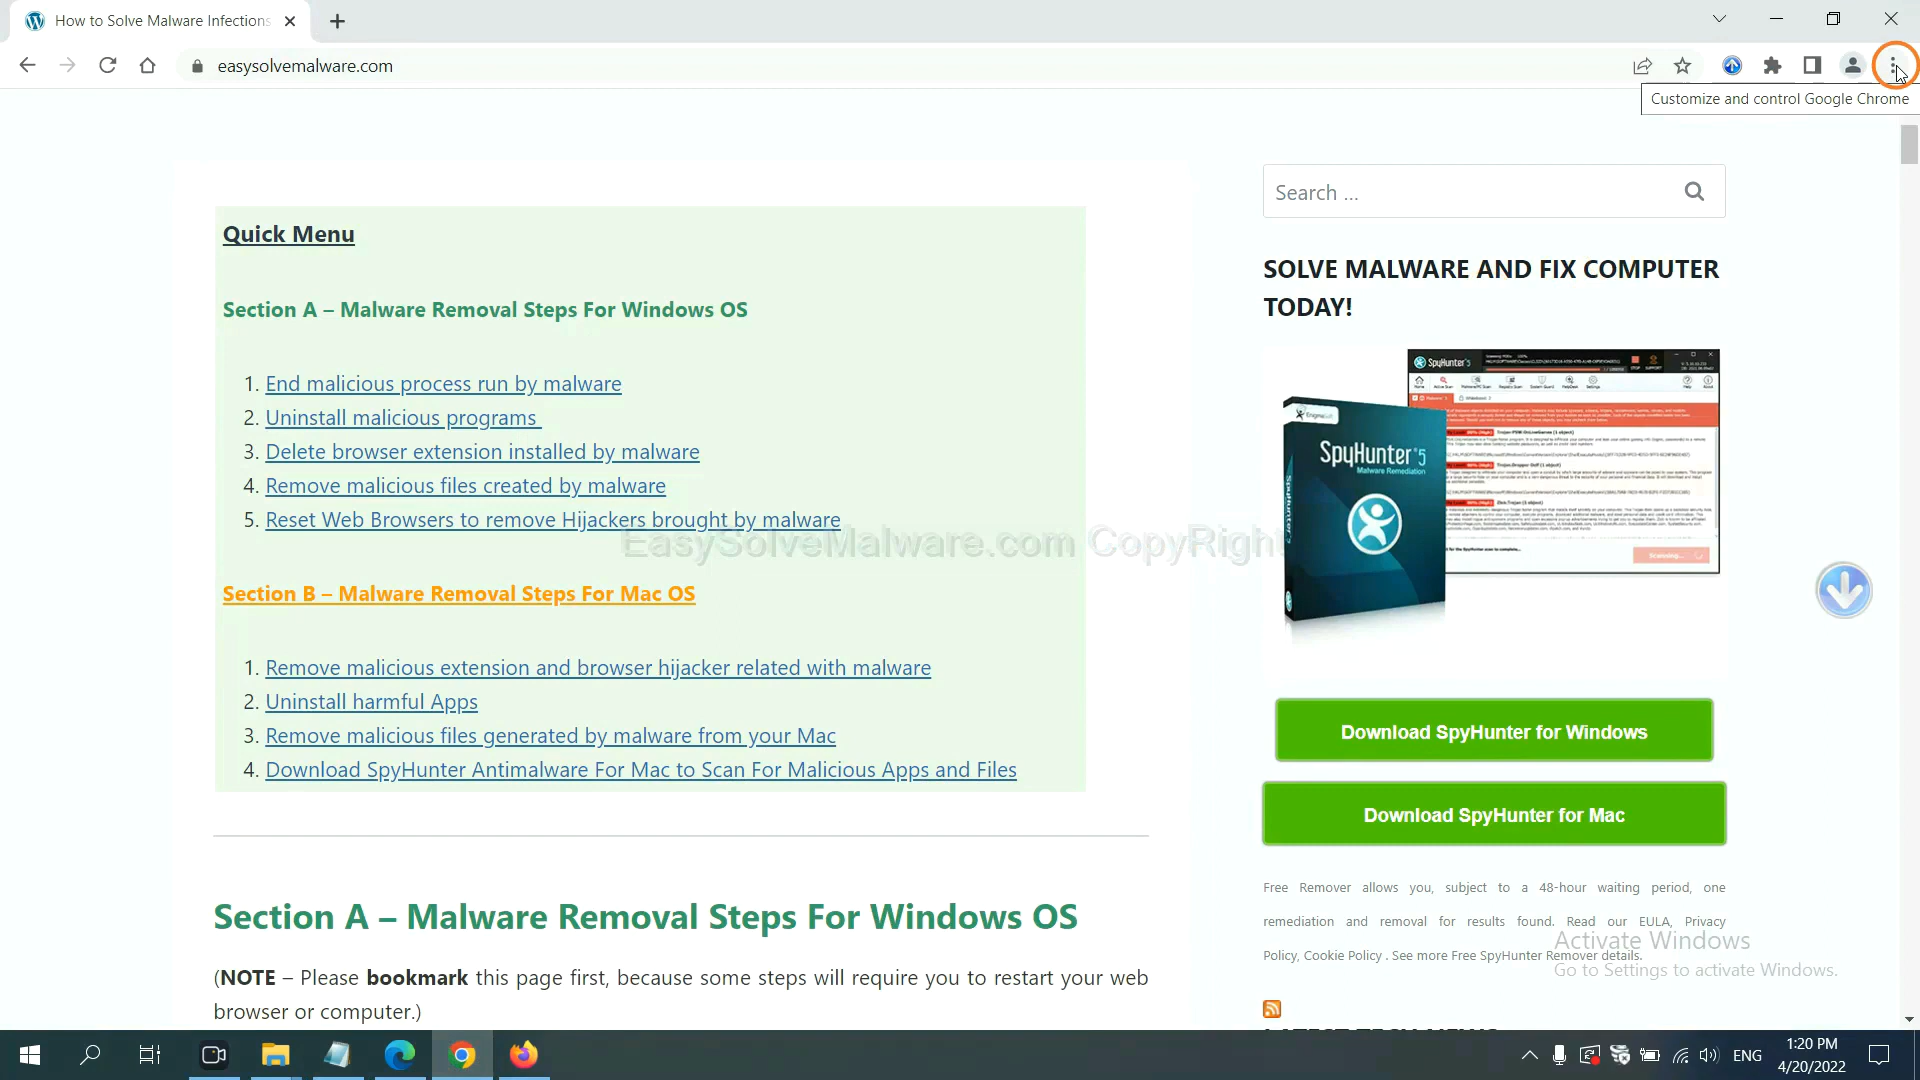 How to Solve Malware Infections
easysolvemalware.com
Customize and control Google Chrome
Search ...
Quick Menu
SOLVE MALWARE AND FIX COMPUTER
TODAY!
Section A – Malware Removal Steps For Windows OS
1. End malicious process run by malware
2. Uninstall malicious programs
3. Delete browser extension installed by malware
4. Remove malicious files created by malware
5. Reset Web Browsers to remove Hijackers brought by malware
EasySolveMalware.com CopyRight
Section B – Malware Removal Steps For Mac OS
1. Remove malicious extension and browser hijacker related with malware
2. Uninstall harmful Apps
3. Remove malicious files generated by malware from your Mac
4. Download SpyHunter Antimalware For Mac to Scan For Malicious Apps and Files
SpyHunter 5
EnigmaSoft
SpyHunter 5
Malware Remediation
SpyHunter 5
Scanning...
Download SpyHunter for Windows
Download SpyHunter for Mac
Free Remover allows you, subject to a 48-hour waiting period, one
remediation and removal for results found. Read our EULA, Privacy
Policy, Cookie Policy . See more Free SpyHunter Remover details.
Section A – Malware Removal Steps For Windows OS
(NOTE – Please bookmark this page first, because some steps will require you to restart your web
browser or computer.)
Activate Windows
Go to Settings to activate Windows.
LATEST TECH NEWS
ENG
1:20 PM
4/20/2022